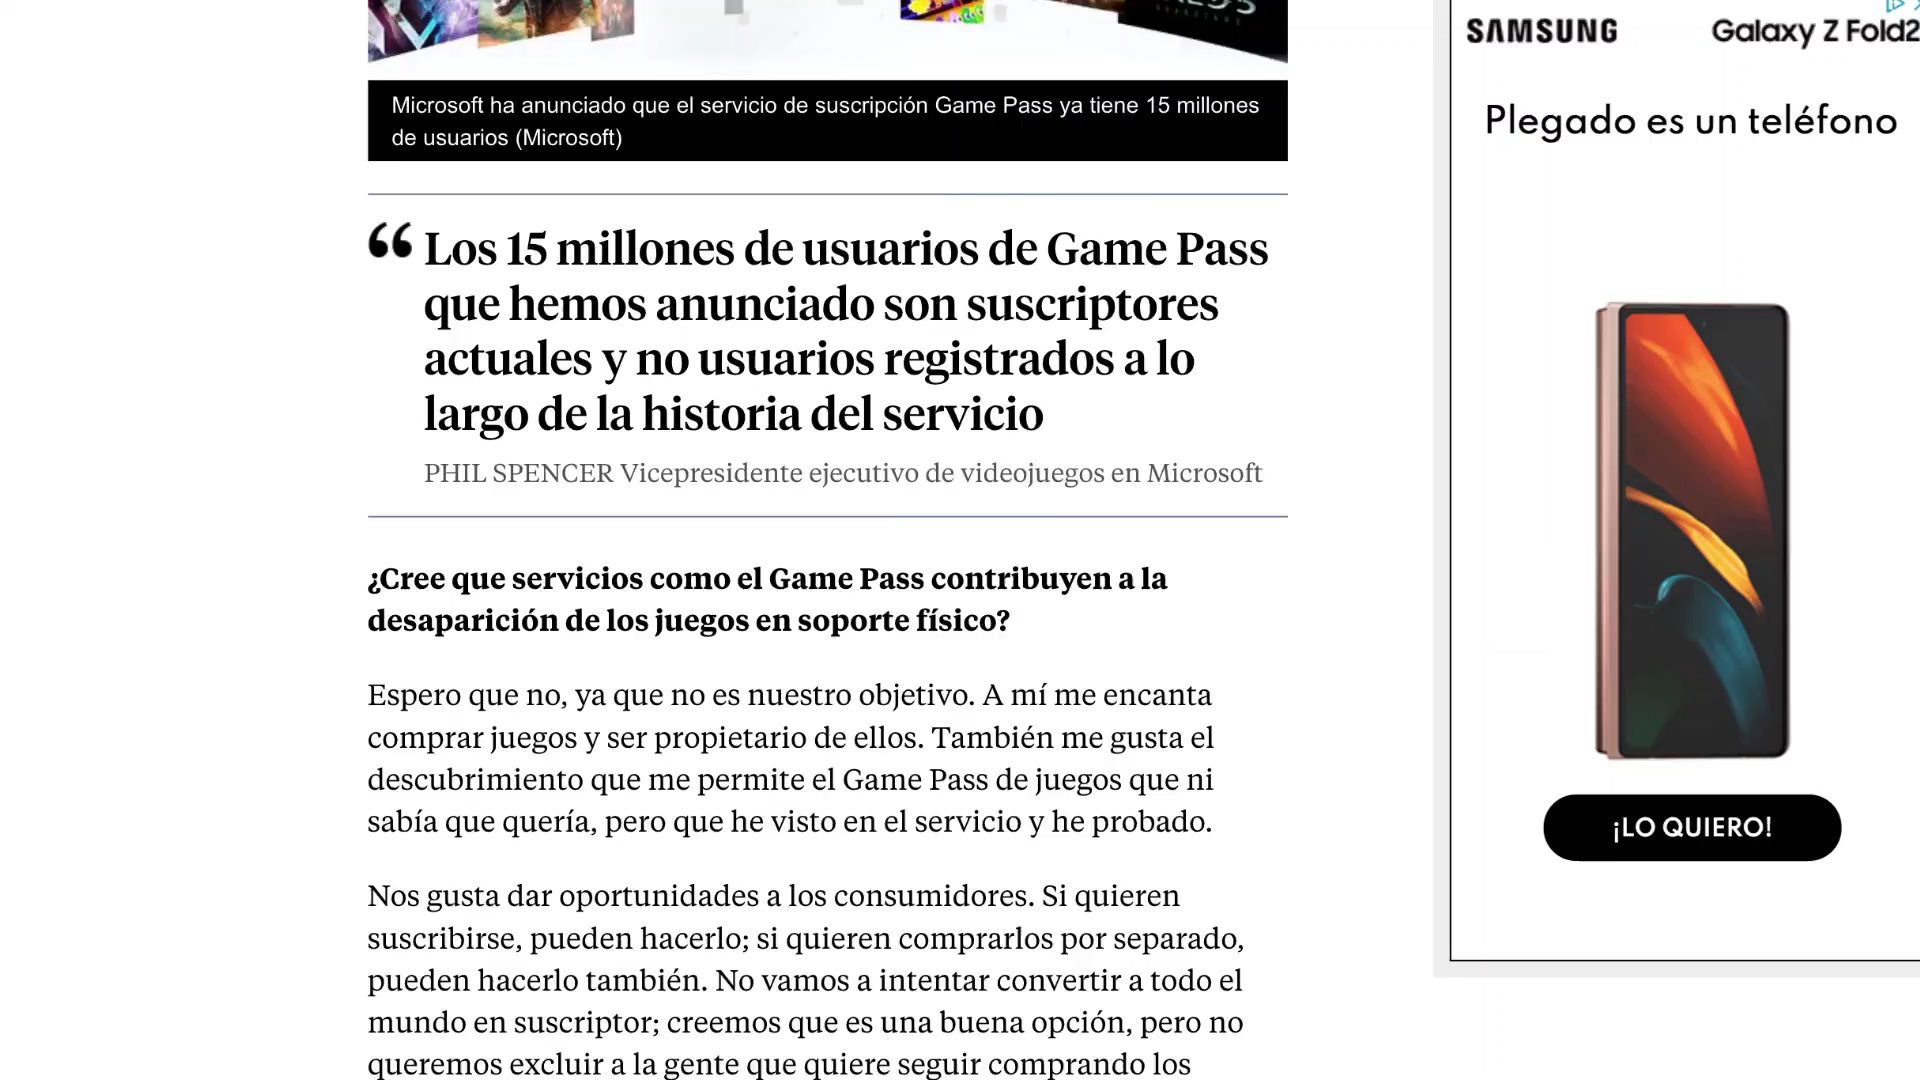 Microsoft ha anunciado que el servicio de suscripción Game Pass ya tiene 15 millones
de usuarios (Microsoft)
“Los 15 millones de usuarios de Game Pass
que hemos anunciado son suscriptores
actuales y no usuarios registrados a lo
largo de la historia del servicio
PHIL SPENCER Vicepresidente ejecutivo de videojuegos en Microsoft
¿Cree que servicios como el Game Pass contribuyen a la
desaparición de los juegos en soporte físico?
Espero que no, ya que no es nuestro objetivo. A mí me encanta
comprar juegos y ser propietario de ellos. También me gusta el
descubrimiento que me permite el Game Pass de juegos que ni
sabía que quería, pero que he visto en el servicio y he probado.
Nos gusta dar oportunidades a los consumidores. Si quieren
suscribirse, pueden hacerlo; si quieren comprarlos por separado,
pueden hacerlo también. No vamos a intentar convertir a todo el
mundo en suscriptor; creemos que es una buena opción, pero no
queremos excluir a la gente que quiere seguir comprando los
SAMSUNG
Galaxy Z Fold2
Plegado es un teléfono
¡LO QUIERO!